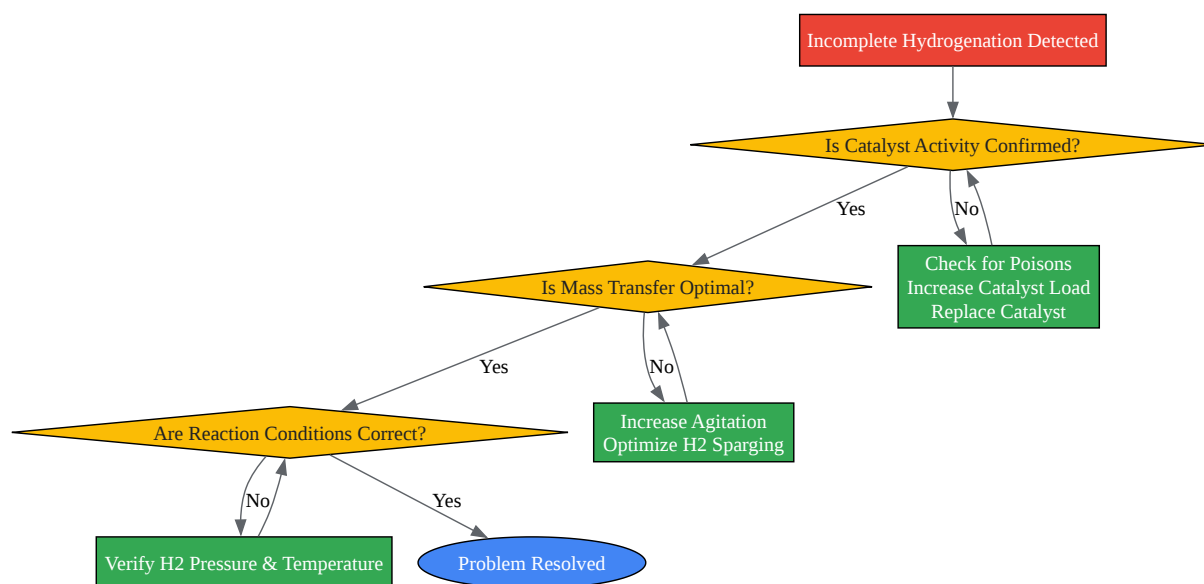 Incomplete Hydrogenation Detected
Is Catalyst Activity Confirmed?
Yes
No
Check for Poisons
Increase Catalyst Load
Replace Catalyst
Is Mass Transfer Optimal?
Yes
No
Increase Agitation
Optimize H2 Sparging
Are Reaction Conditions Correct?
No
Yes
Verify H2 Pressure & Temperature
Problem Resolved